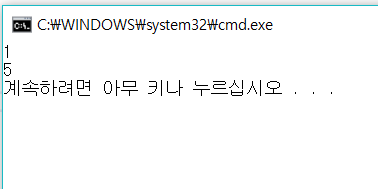 C:₩WINDOWS₩system32₩cmd.exe
1
5
계속하려면 아무 키나 누르십시오 . . .